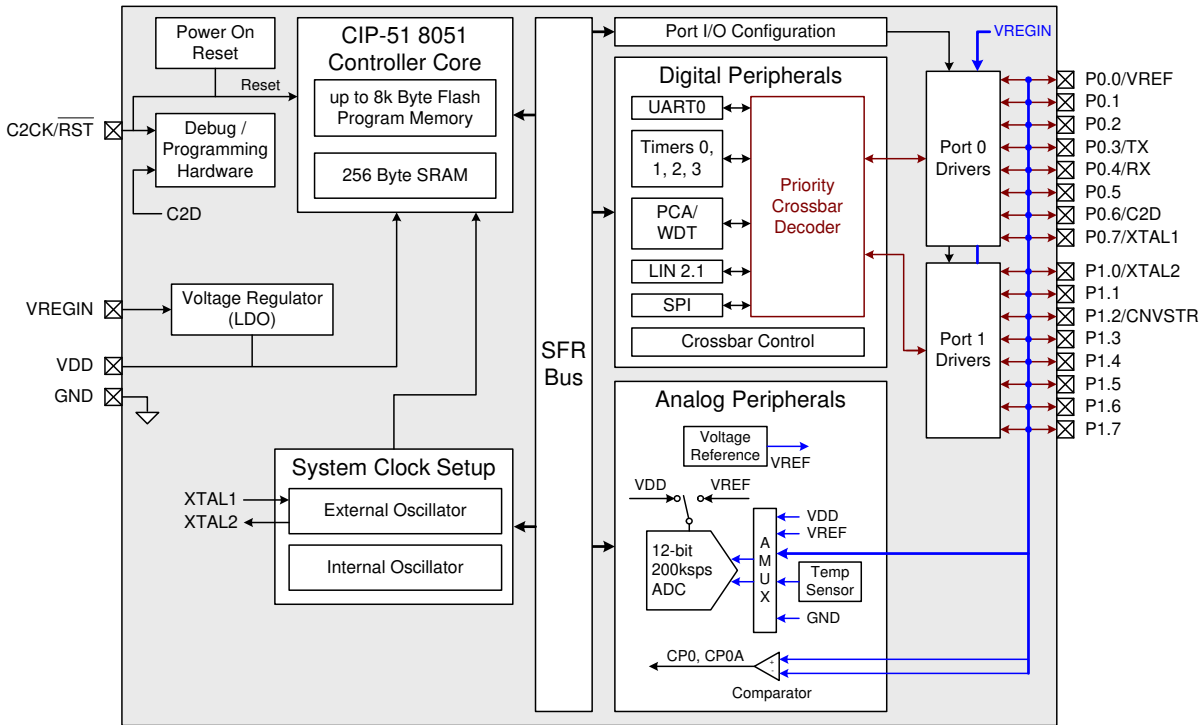 Power On
Reset
Reset
C2CK/RST
Debug /
Programming
Hardware
C2D
VREGIN
Voltage Regulator
(LDO)
VDD
GND
CIP-51 8051
Controller Core
up to 8k Byte Flash
Program Memory
256 Byte SRAM
System Clock Setup
XTAL1
XTAL2
External Oscillator
Internal Oscillator
SFR
Bus
Port I/O Configuration
Digital Peripherals
UART0
Timers 0,
1, 2, 3
PCA/
WDT
LIN 2.1
SPI
Priority
Crossbar
Decoder
Crossbar Control
Analog Peripherals
Voltage
Reference
VREF
VDD
VREF
12-bit
200ksps
ADC
A
M
U
X
VDD
VREF
Temp
Sensor
GND
CP0, CP0A
+
-
Comparator
VREGIN
Port 0
Drivers
Port 1
Drivers
P0.0/VREF
P0.1
P0.2
P0.3/TX
P0.4/RX
P0.5
P0.6/C2D
P0.7/XTAL1
P1.0/XTAL2
P1.1
P1.2/CNVSTR
P1.3
P1.4
P1.5
P1.6
P1.7